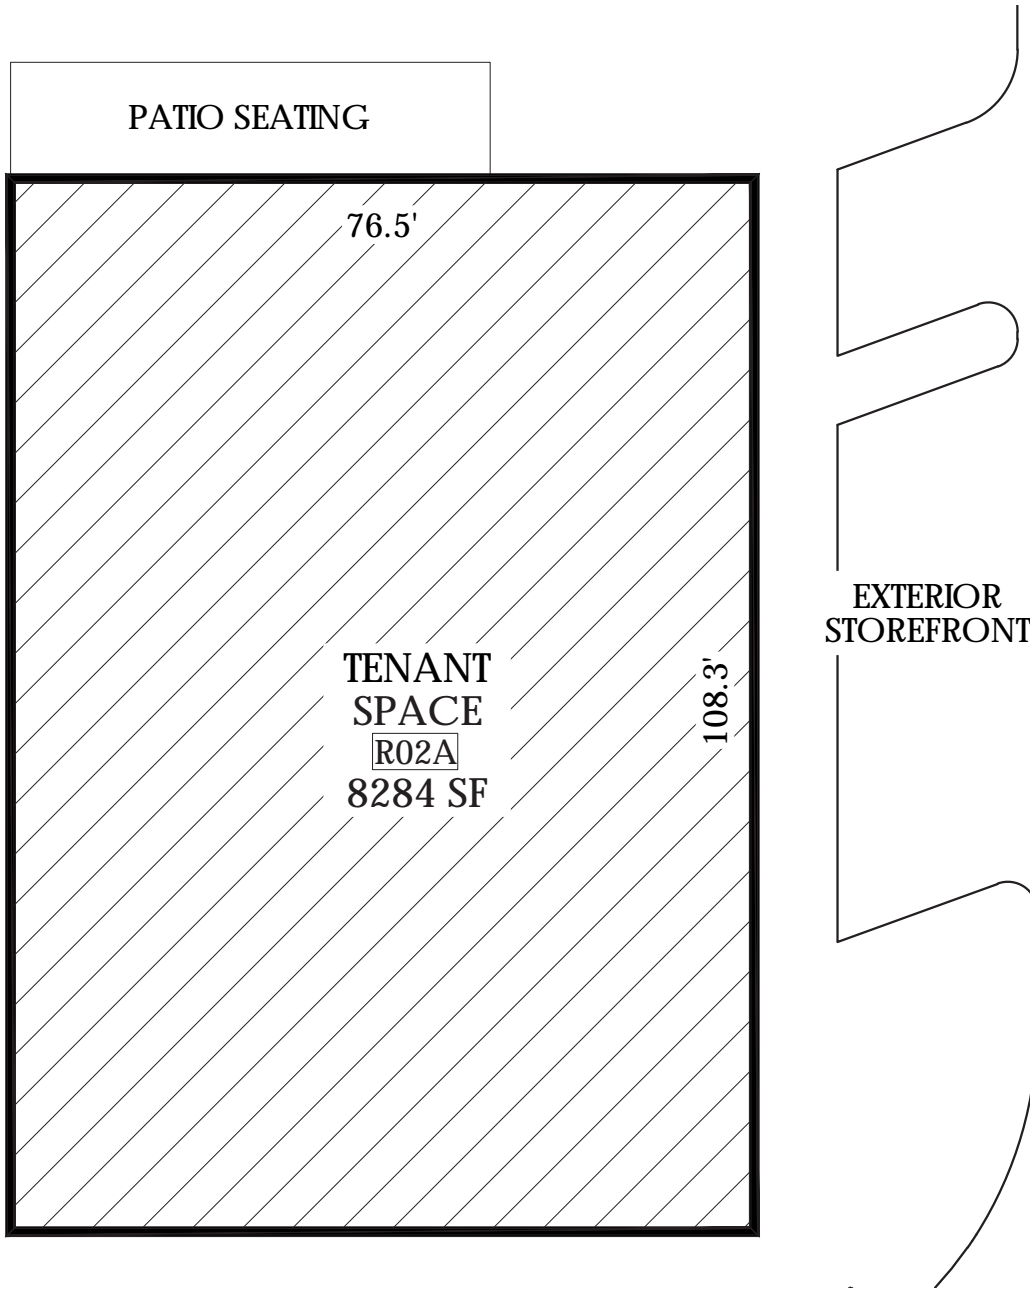 PATIO SEATING
76.5'
EXTERIOR
STOREFRONT
TENANT
SPACE
R02A
8284 SF
108.3'